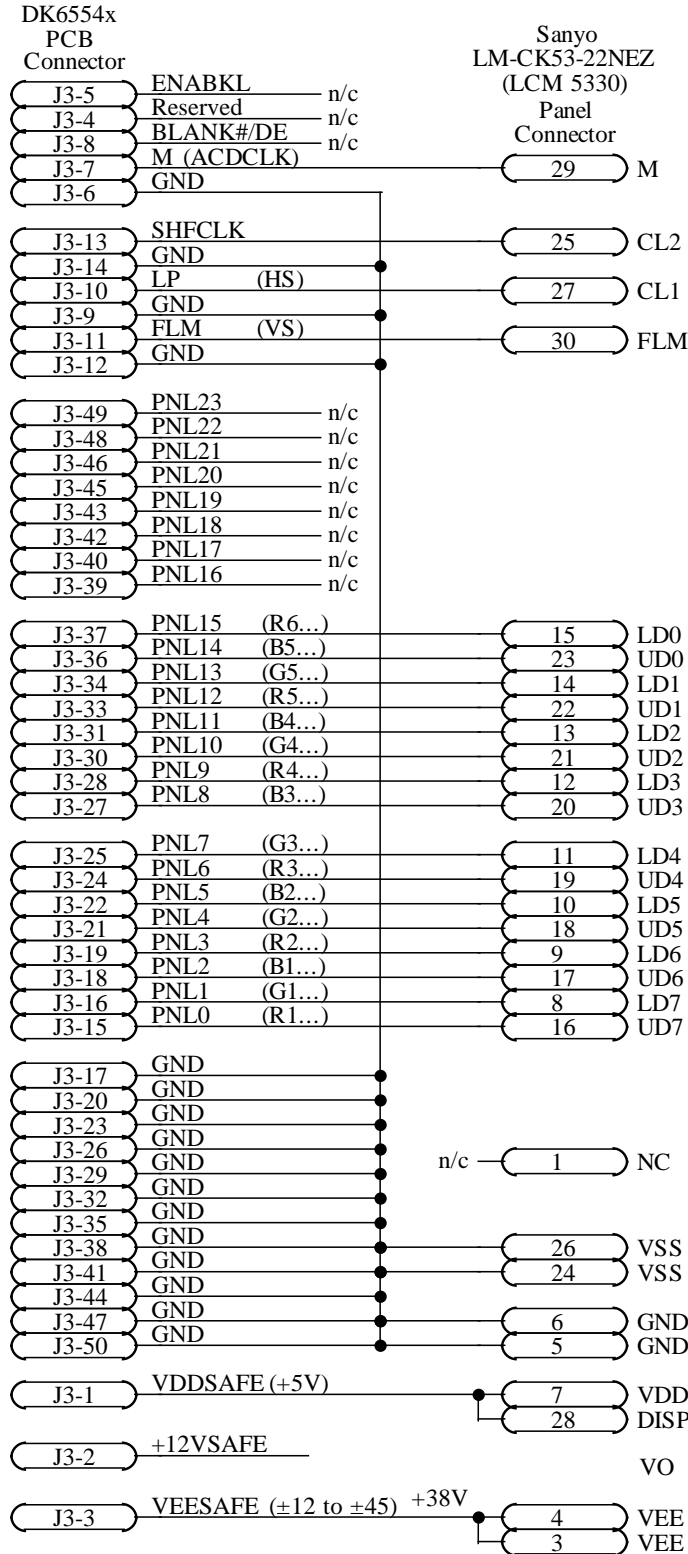 DK6554x
PCB
Connector
Sanyo
LM-CK53-22NEZ
(LCM 5330)
Panel
Connector
J3-5 ENABKL n/c
J3-4 Reserved n/c
J3-8 BLANK#/DE n/c
J3-7 M (ACDCLK) 29 M
J3-6 GND
J3-13 SHFCLK 25 CL2
J3-14 GND
J3-10 LP (HS) 27 CL1
J3-9 GND
J3-11 FLM (VS) 30 FLM
J3-12 GND
J3-49 PNL23 n/c
J3-48 PNL22 n/c
J3-46 PNL21 n/c
J3-45 PNL20 n/c
J3-43 PNL19 n/c
J3-42 PNL18 n/c
J3-40 PNL17 n/c
J3-39 PNL16 n/c
J3-37 PNL15 (R6...) 15 LD0
J3-36 PNL14 (B5...) 23 UD0
J3-34 PNL13 (G5...) 14 LD1
J3-33 PNL12 (R5...) 22 UD1
J3-31 PNL11 (B4...) 13 LD2
J3-30 PNL10 (G4...) 21 UD2
J3-28 PNL9 (R4...) 12 LD3
J3-27 PNL8 (B3...) 20 UD3
J3-25 PNL7 (G3...) 11 LD4
J3-24 PNL6 (R3...) 19 UD4
J3-22 PNL5 (B2...) 10 LD5
J3-21 PNL4 (G2...) 18 UD5
J3-19 PNL3 (R2...) 9 LD6
J3-18 PNL2 (B1...) 17 UD6
J3-16 PNL1 (G1...) 8 LD7
J3-15 PNL0 (R1...) 16 UD7
J3-17 GND
J3-20 GND
J3-23 GND
J3-26 GND
J3-29 GND n/c 1 NC
J3-32 GND
J3-35 GND
J3-38 GND 26 VSS
J3-41 GND 24 VSS
J3-44 GND
J3-47 GND 6 GND
J3-50 GND 5 GND
J3-1 VDDSAFE (+5V) 7 VDD
28 DISP
J3-2 +12VSAFE VO
J3-3 VEESAFE (±12 to ±45) +38V 4 VEE
3 VEE